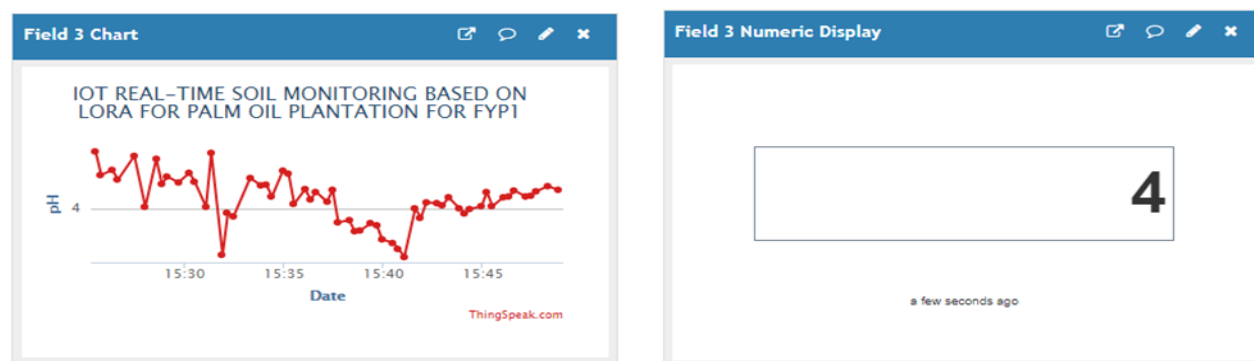 Field 3 Chart
IOT REAL-TIME SOIL MONITORING BASED ON
LORA FOR PALM OIL PLANTATION FOR FYP1
pH
4
15:30 15:35 15:40 15:45
Date
ThingSpeak.com
Field 3 Numeric Display
4
a few seconds ago